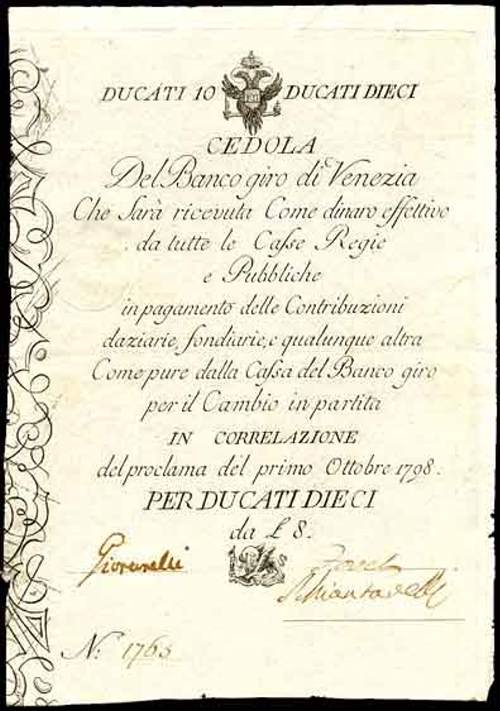 DUCATI 10 DUCATI DIECI
CEDOLA
Del Banco giro di Venezia
Che Sarà ricevuta Come dinaro effettivo
da tutte le Casse Regie
e Pubbliche
in pagamento delle Contribuzioni
daziarie, fondiarie, e qualunque altra
Come pure dalla Cassa del Banco giro
per il Cambio in partita
IN CORRELAZIONE
del proclama del primo Ottobre 1798.
PER DUCATI DIECI
da £ 8.
N: 1763